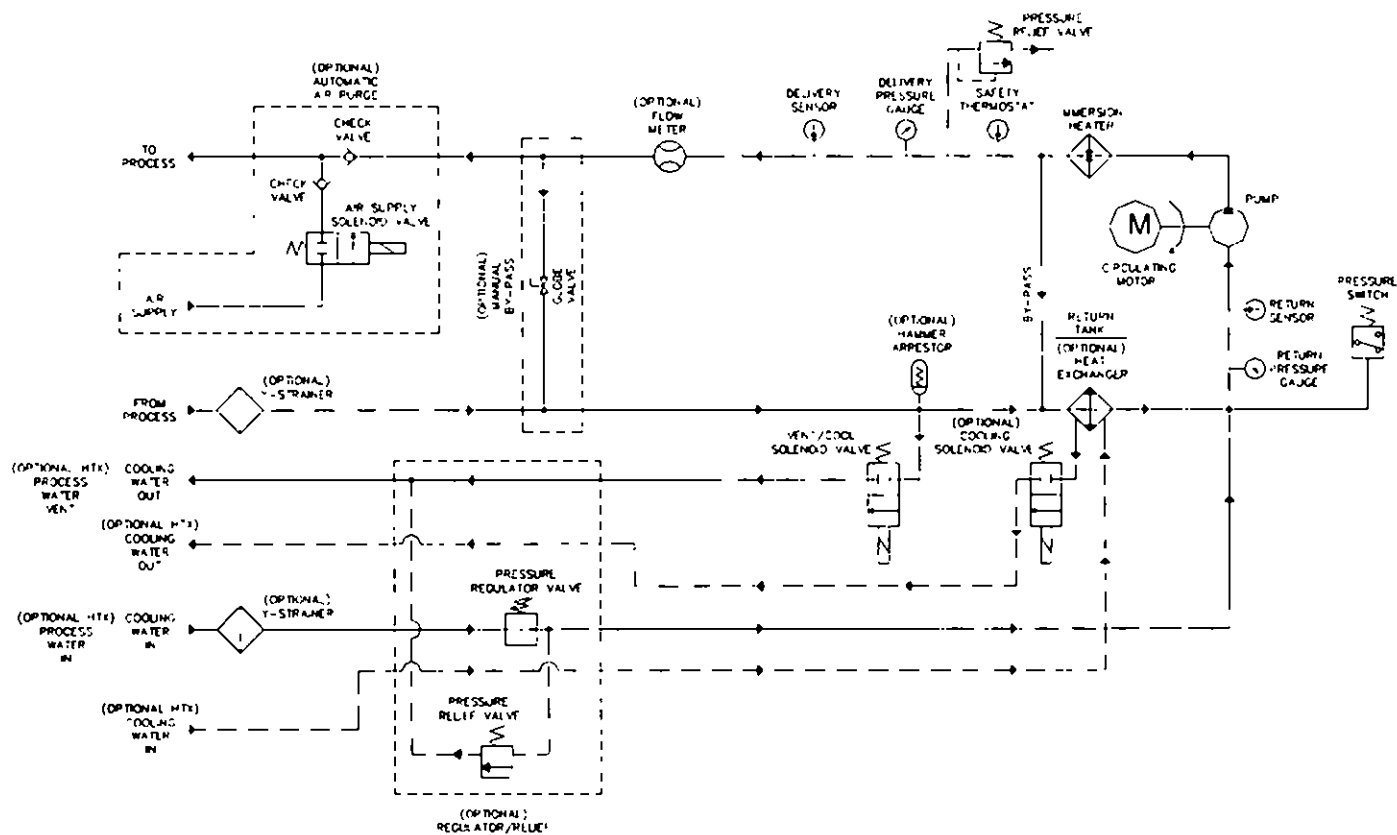 PRESSURE
RELIEF VALVE
(OPTIONAL)
AUTOMATIC
AIR PURGE
CHECK
VALVE
(OPTIONAL)
FLOW
METER
DELIVERY
SENSOR
DELIVERY
PRESSURE
GAUGE
SAFETY
THERMOSTAT
IMMERSION
HEATER
TO
PROCESS
CHECK
VALVE
AIR SUPPLY
SOLENOID VALVE
PUMP
M
CIRCULATING
MOTOR
(OPTIONAL)
MANUAL
BY-PASS
GLOBE
VALVE
BY-PASS
AIR
SUPPLY
PRESSURE
SWITCH
RETURN
SENSOR
(OPTIONAL)
HAMMER
ARRESTOR
RETURN
TANK
(OPTIONAL)
HEAT
EXCHANGER
RETURN
PRESSURE
GAUGE
FROM
PROCESS
(OPTIONAL)
Y-STRAINER
VENT/COOL
SOLENOID VALVE
(OPTIONAL)
COOLING
SOLENOID VALVE
(OPTIONAL HTX)
PROCESS
WATER
VENT
COOLING
WATER
OUT
(OPTIONAL HTX)
COOLING
WATER
OUT
PRESSURE
REGULATOR VALVE
(OPTIONAL)
Y-STRAINER
(OPTIONAL HTX)
PROCESS
WATER
IN
COOLING
WATER
IN
(OPTIONAL HTX)
COOLING
WATER
IN
PRESSURE
RELIEF VALVE
(OPTIONAL)
REGULATOR/RELIEF